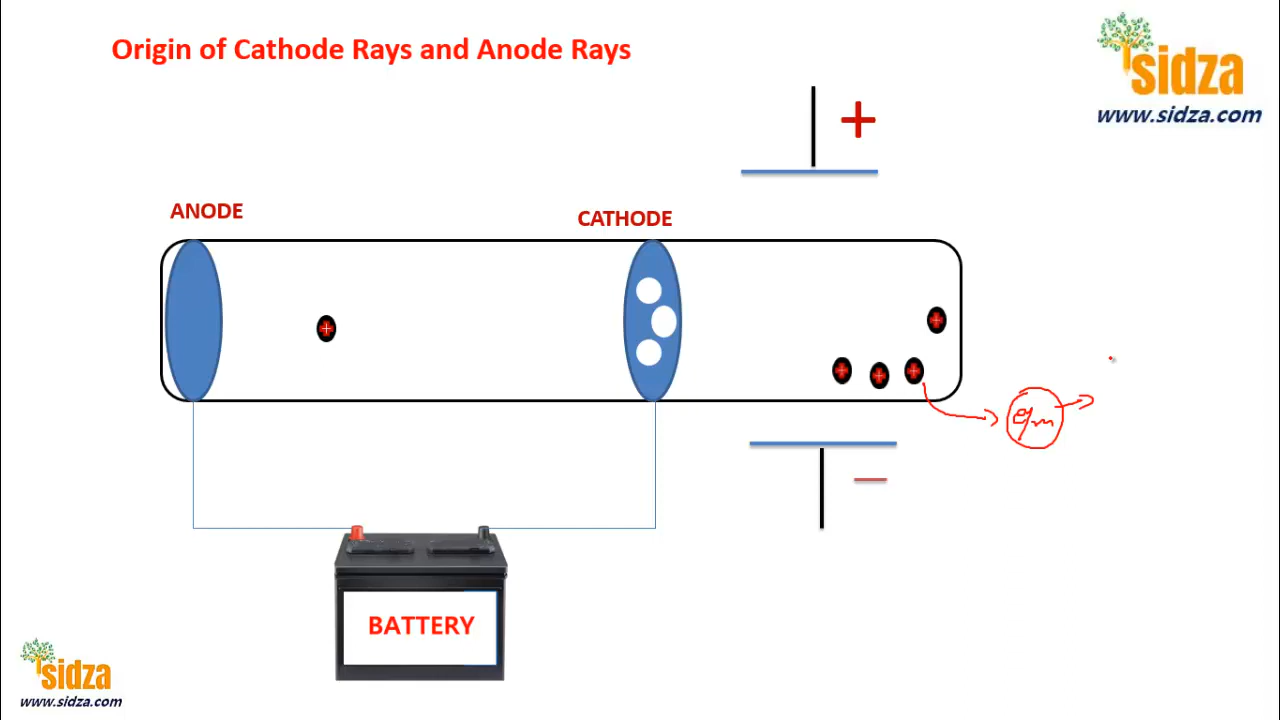 Origin of Cathode Rays and Anode Rays
sidza
www.sidza.com
+
ANODE
CATHODE
e/m
−
BATTERY
sidza
www.sidza.com